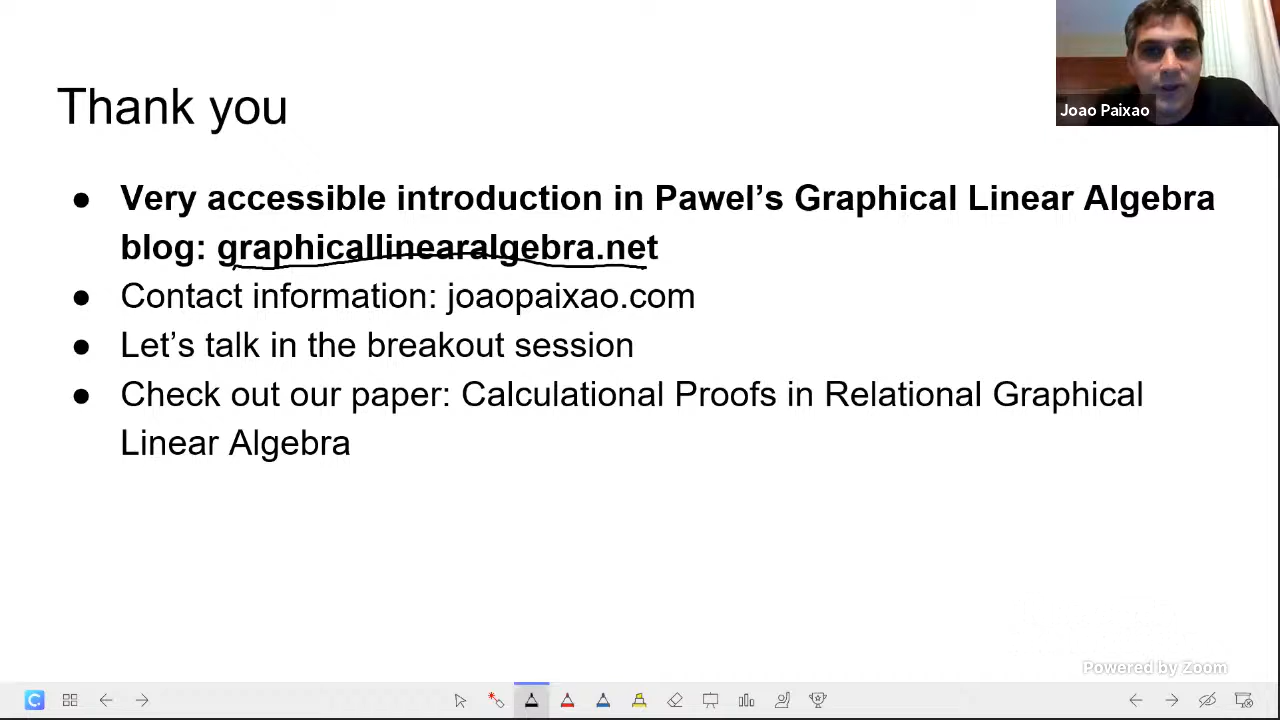 Joao Paixao
Thank you
● Very accessible introduction in Pawel’s Graphical Linear Algebra
blog: graphicallinearalgebra.net
● Contact information: joaopaixao.com
● Let’s talk in the breakout session
● Check out our paper: Calculational Proofs in Relational Graphical
Linear Algebra
Powered by Zoom